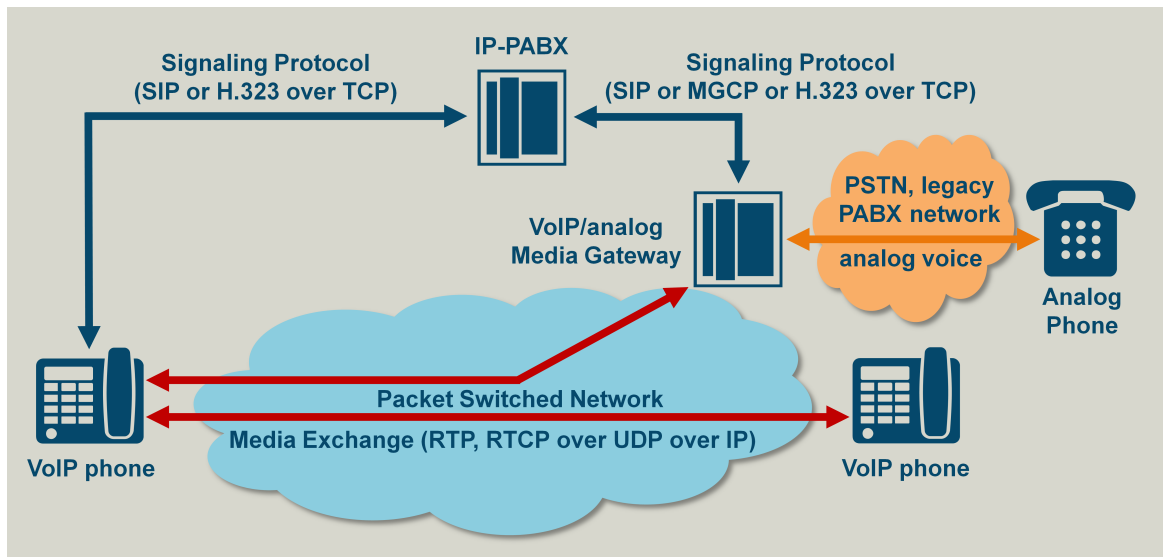 IP-PABX
Signaling Protocol
(SIP or H.323 over TCP)
Signaling Protocol
(SIP or MGCP or H.323 over TCP)
PSTN, legacy
PABX network
analog voice
VoIP/analog
Media Gateway
Analog
Phone
Packet Switched Network
Media Exchange (RTP, RTCP over UDP over IP)
VoIP phone
VoIP phone